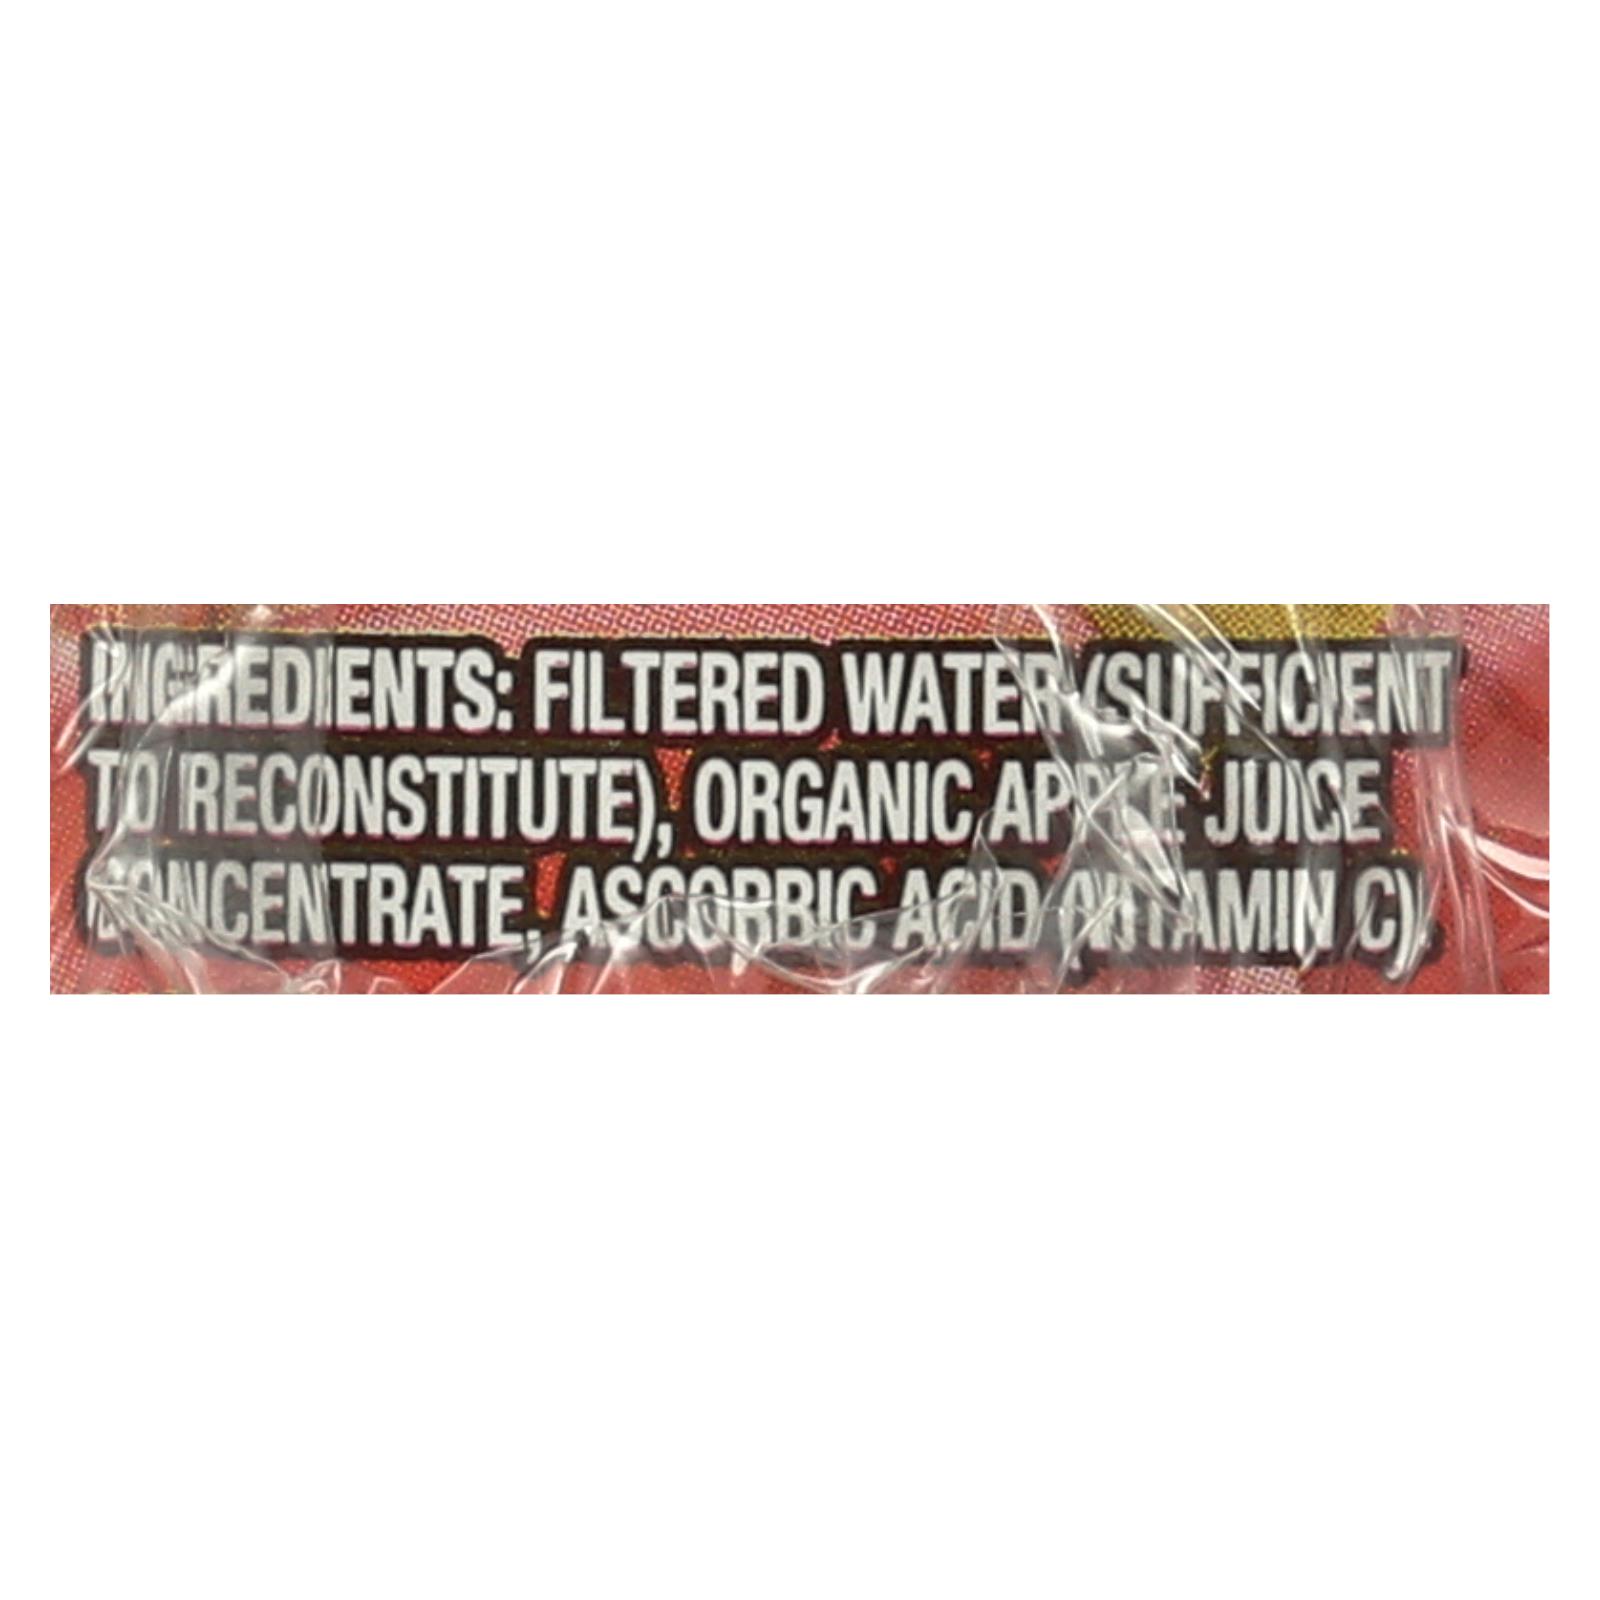 INGREDIENTS: FILTERED WATER (SUFFICIENT
TO RECONSTITUTE), ORGANIC APPLE JUICE
CONCENTRATE, ASCORBIC ACID (VITAMIN C).